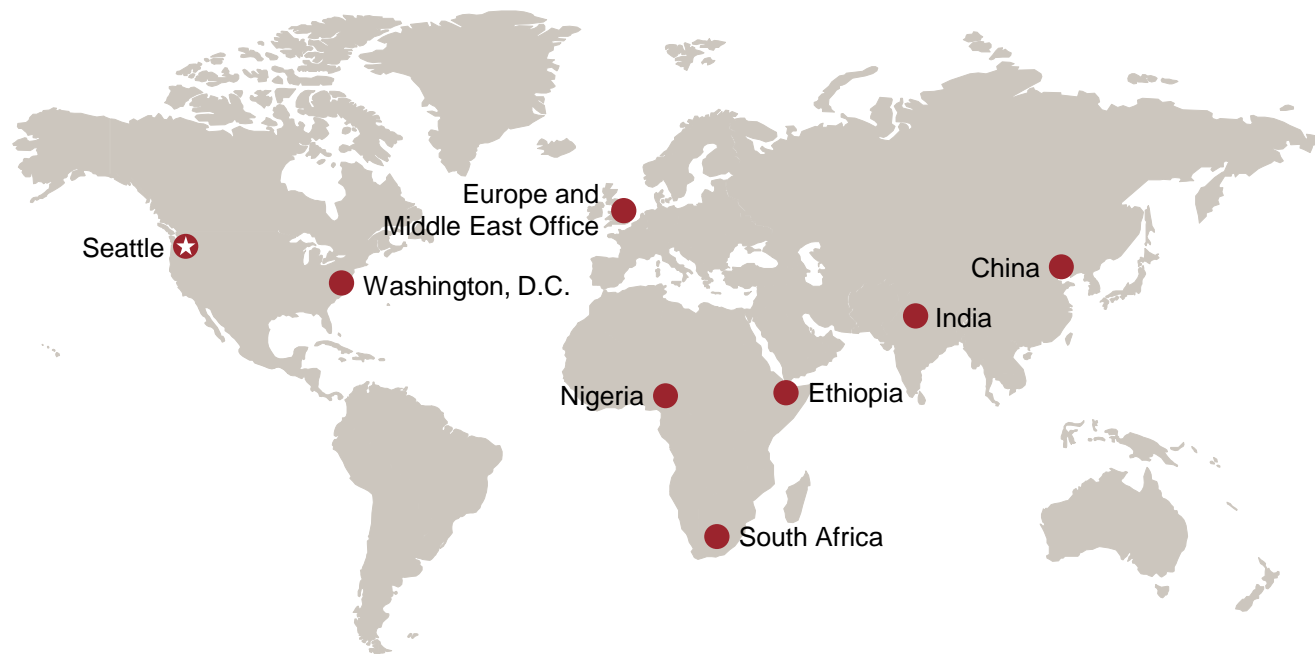 Europe and
Middle East Office
Seattle
Washington, D.C.
China
India
Nigeria
Ethiopia
South Africa